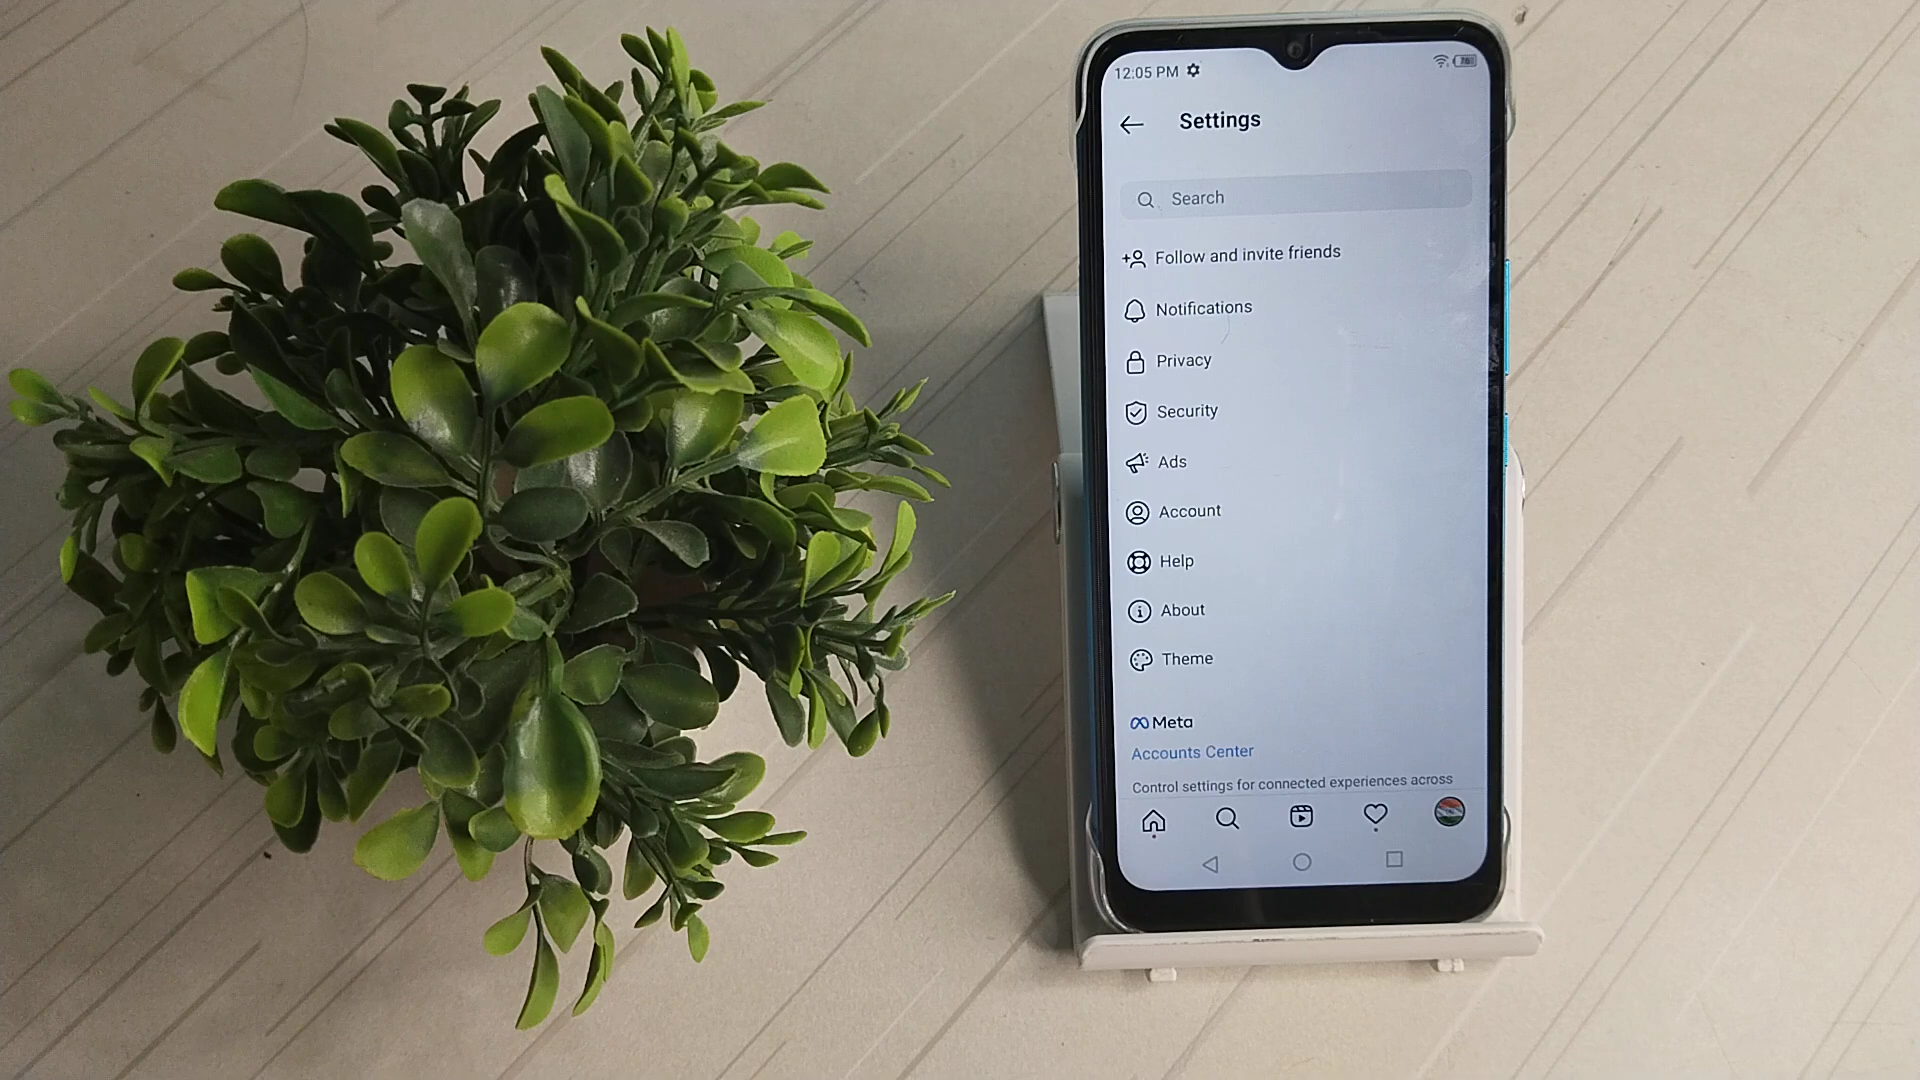 12:05 PM
76
Settings
Search
Follow and invite friends
Notifications
Privacy
Security
Ads
Account
Help
About
Theme
Meta
Accounts Center
Control settings for connected experiences across